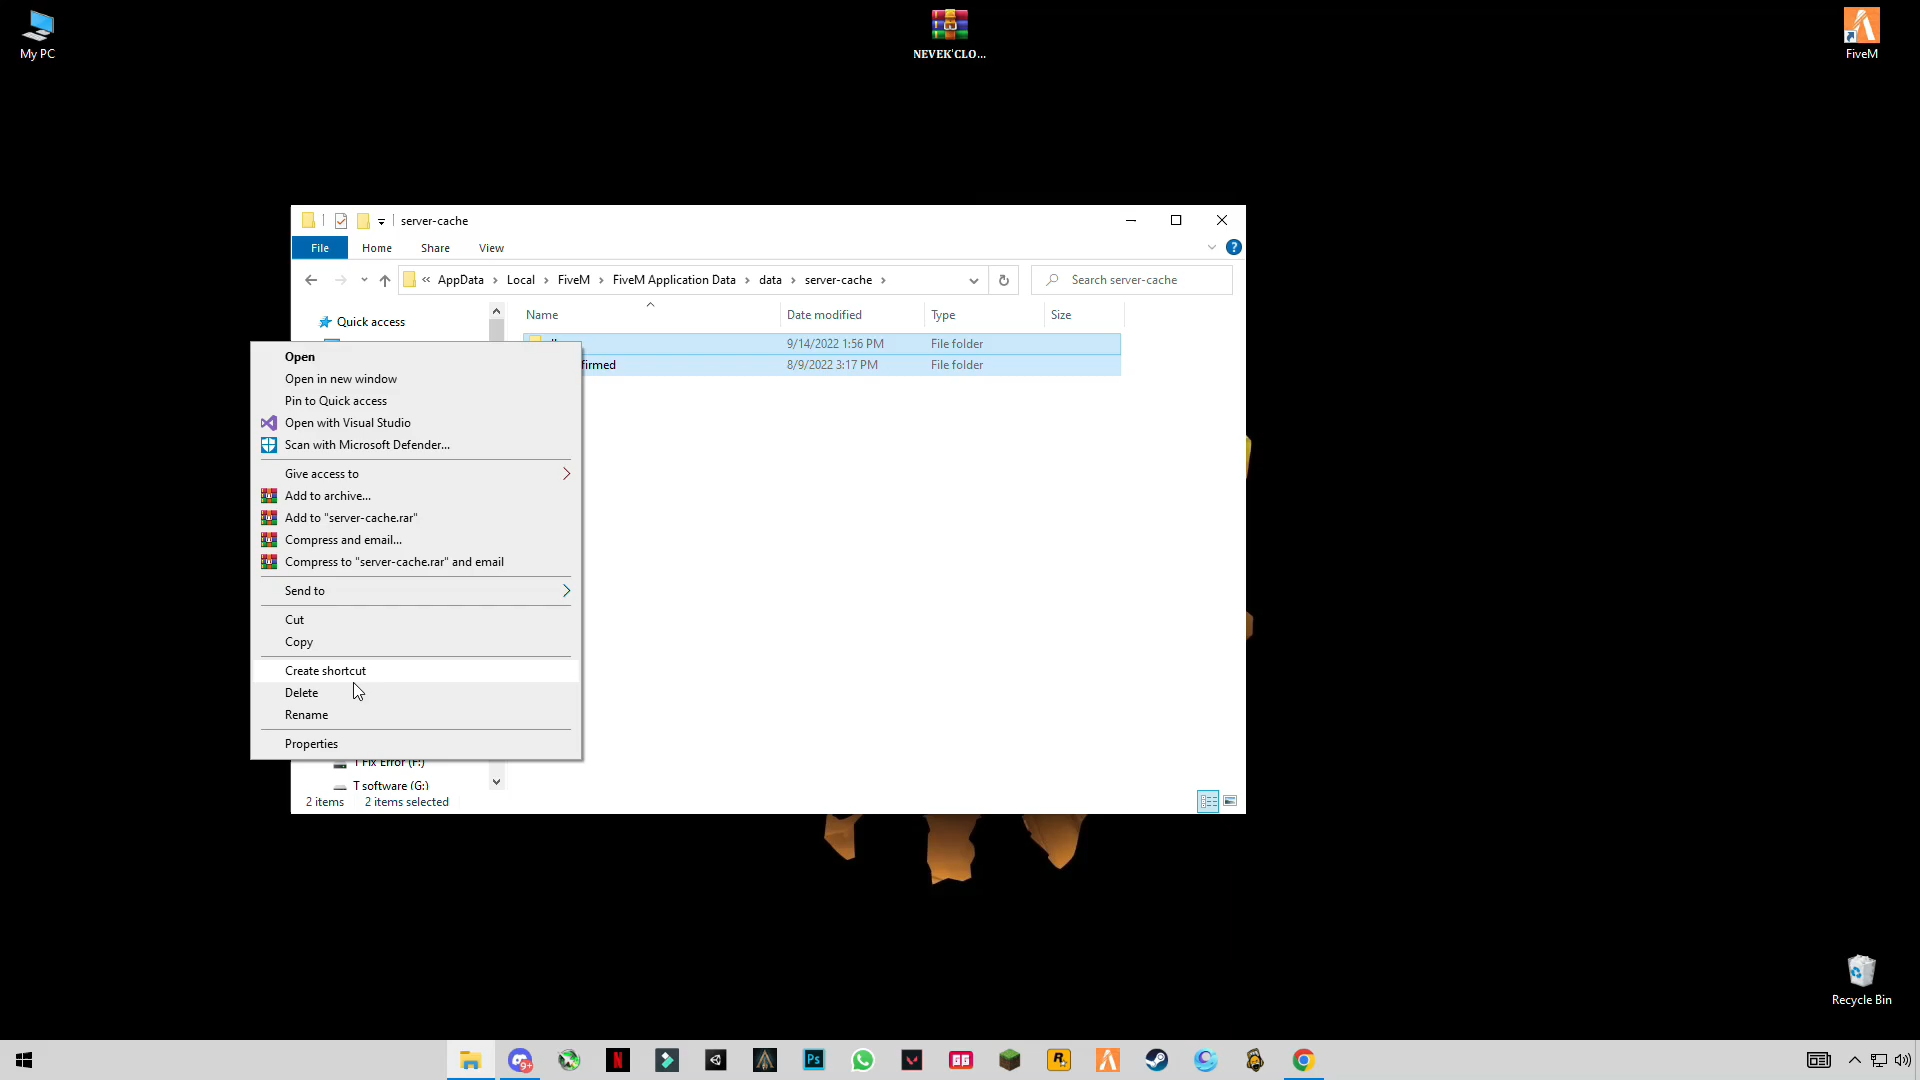 My PC
NEVEK'CLO...
FiveM
server-cache
File
Home
Share
View
?
«
AppData
Local
FiveM
FiveM Application Data
data
server-cache
Search server-cache
Quick access
Name
Date modified
Type
Size
9/14/2022 1:56 PM
File folder
firmed
8/9/2022 3:17 PM
File folder
Open
Open in new window
Pin to Quick access
Open with Visual Studio
Scan with Microsoft Defender...
Give access to
Add to archive...
Add to "server-cache.rar"
Compress and email...
Compress to "server-cache.rar" and email
Send to
Cut
Copy
Create shortcut
Delete
Rename
Properties
T Fix Error (F:)
T software (G:)
2 items
2 items selected
Recycle Bin
9+
N
Ps
GG
R